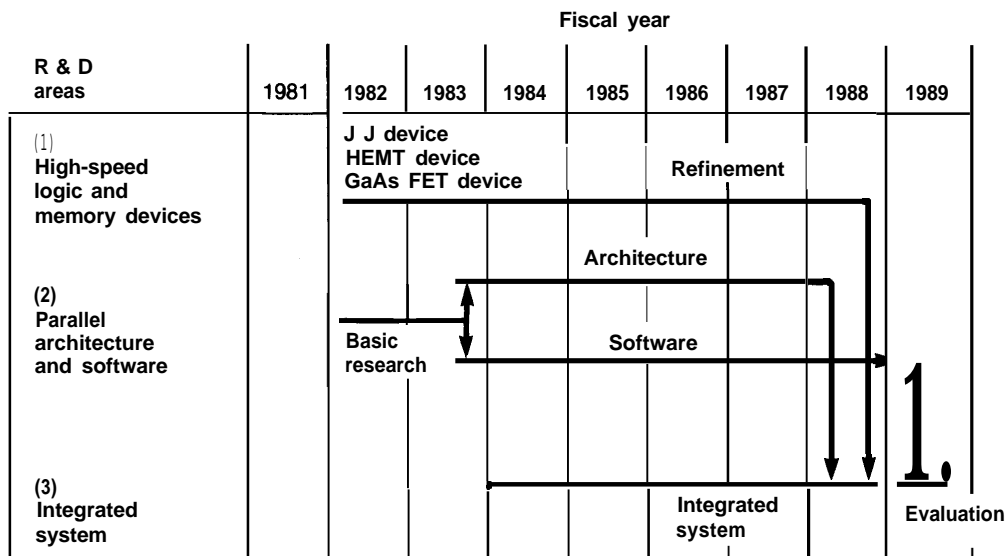 Fiscal year
R & D
areas
1981 1982 1983 1984 1985 1986 1987 1988 1989
(1)
High-speed
logic and
memory devices
J J device
HEMT device
GaAs FET device
Refinement
(2)
Parallel
architecture
and software
Architecture
Basic
research
Software
1.
(3)
Integrated
system
Integrated
system
Evaluation